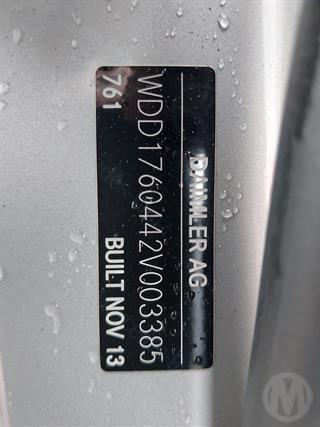 DAIMLER AG
WDD1760442V003385
761 BUILT NOV 13